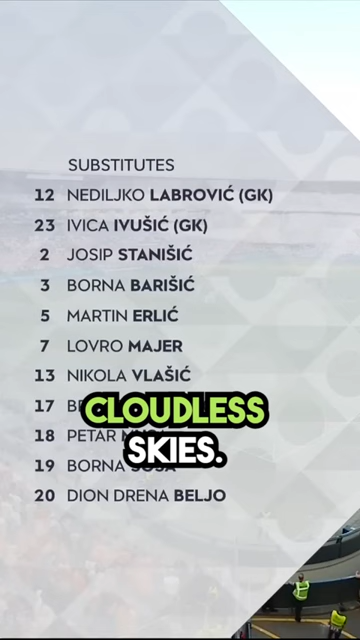 SUBSTITUTES
12 NEDILJKO LABROVIĆ (GK)
23 IVICA IVUŠIĆ (GK)
2 JOSIP STANIŠIĆ
3 BORNA BARIŠIĆ
5 MARTIN ERLIĆ
7 LOVRO MAJER
13 NIKOLA VLAŠIĆ
17
CLOUDLESS
18 PETAR
SKIES.
19 BORNA
20 DION DRENA BELJO